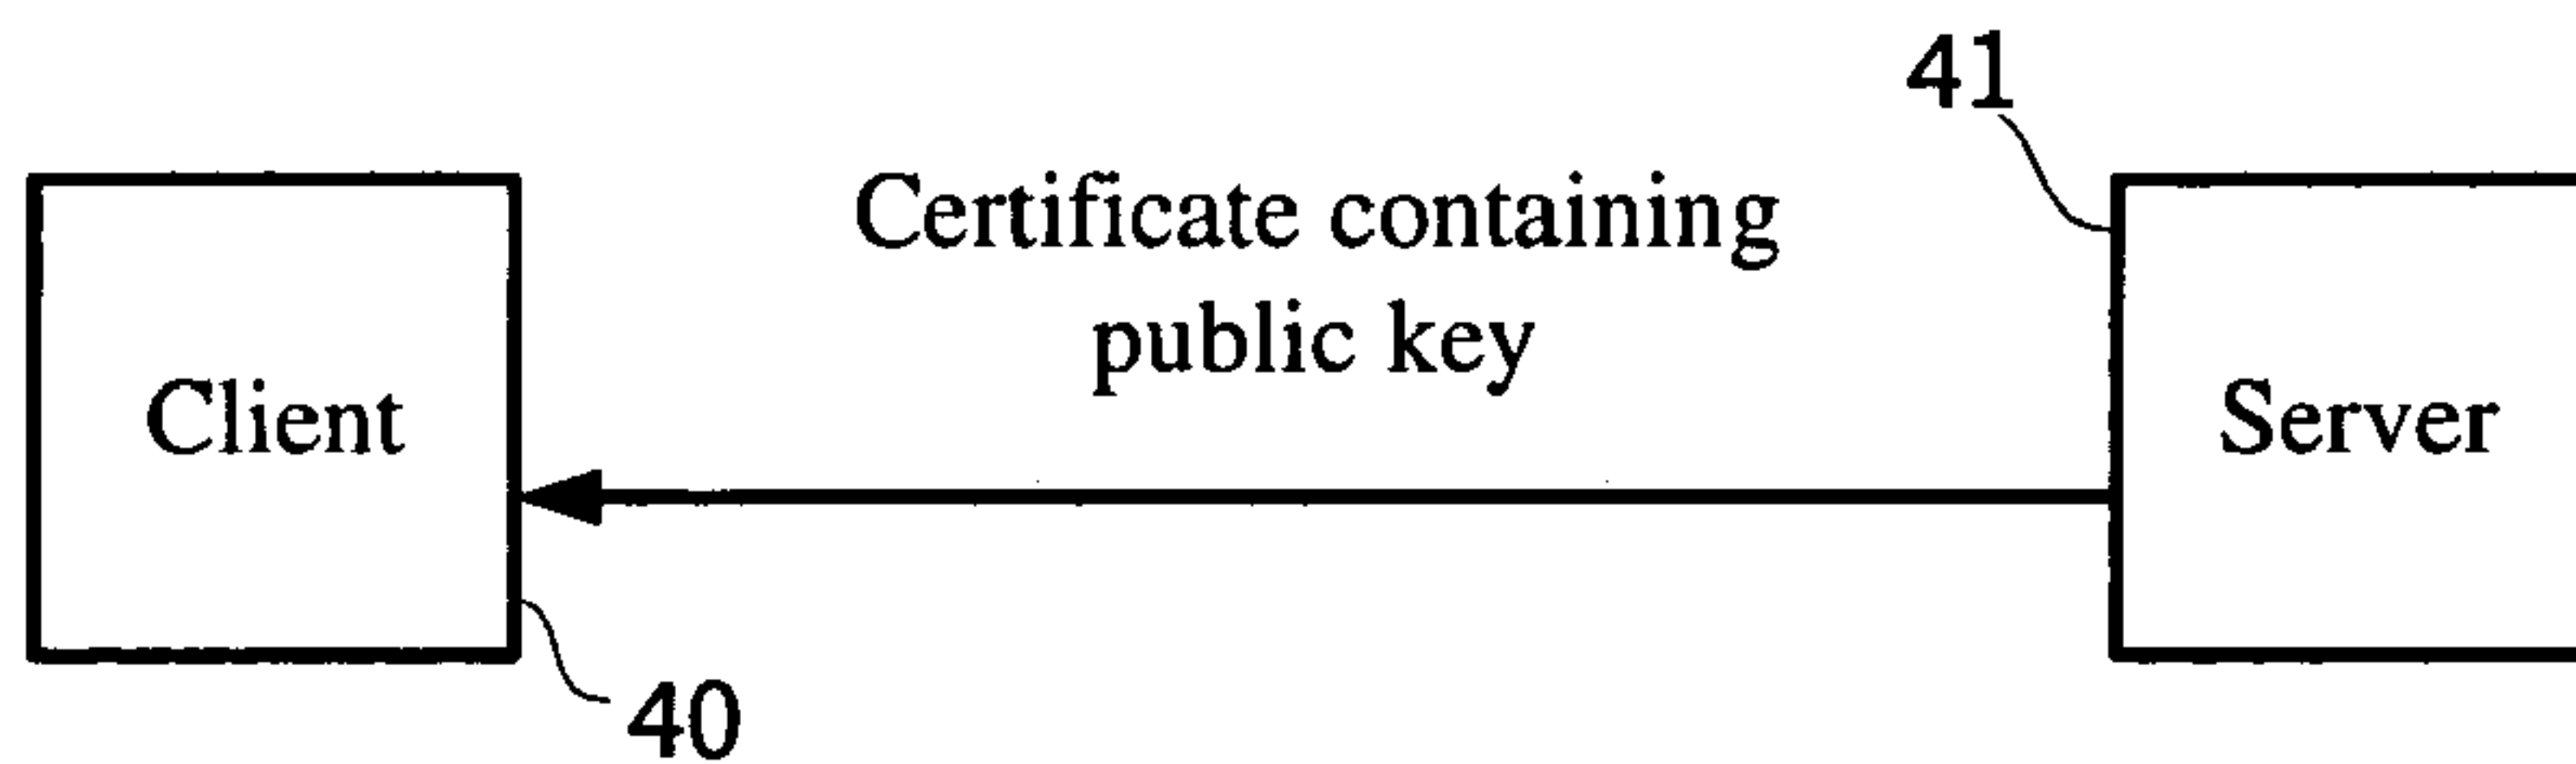 41
Certificate containing
public key
Client
Server
40